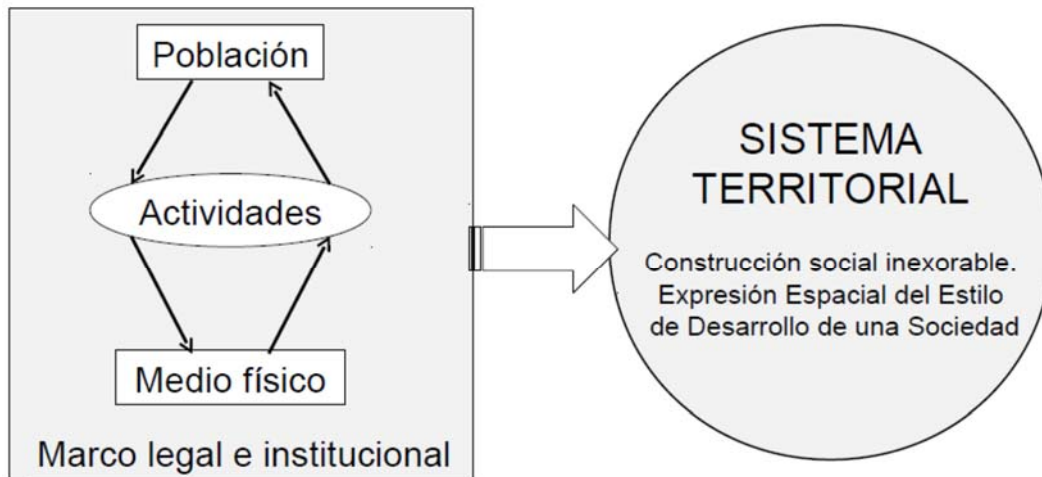 Población
Actividades
Medio físico
Marco legal e institucional
SISTEMA
TERRITORIAL
Construcción social inexorable.
Expresión Espacial del Estilo
de Desarrollo de una Sociedad